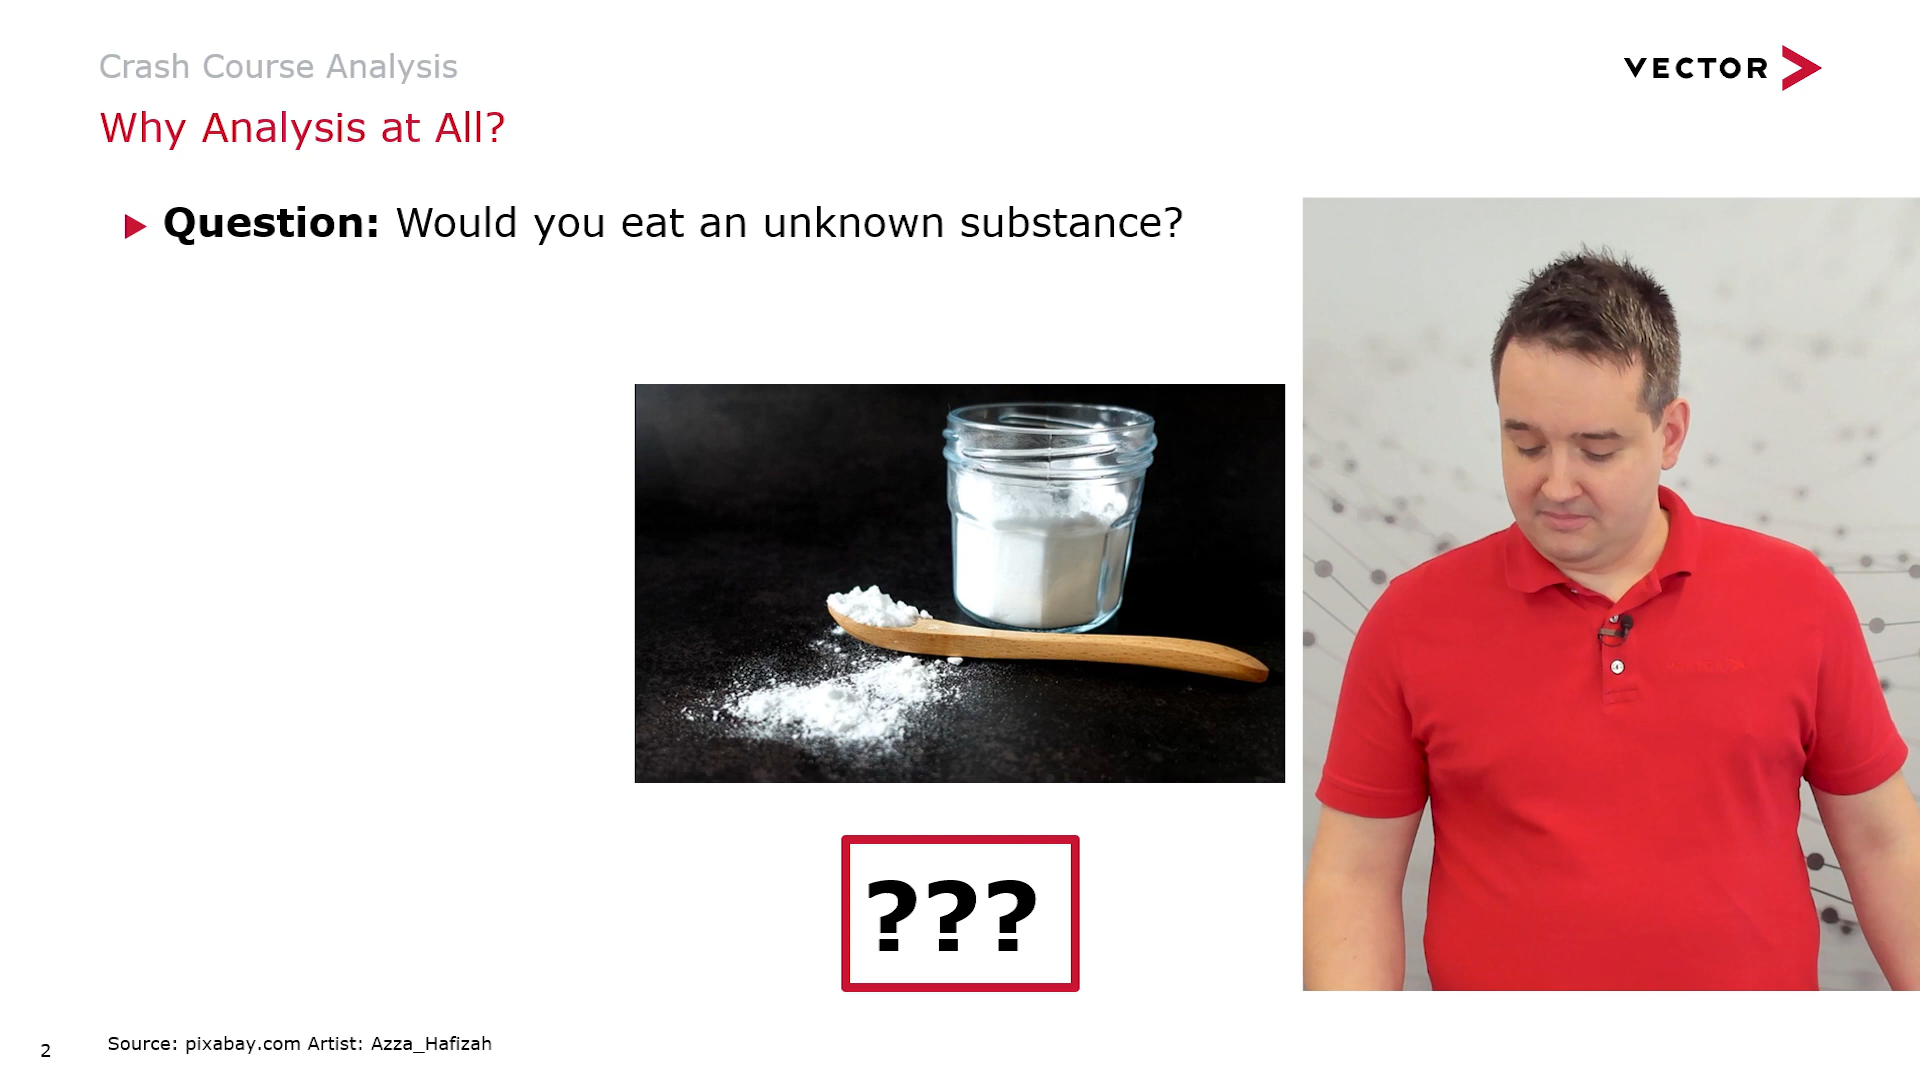 Crash Course Analysis
VECTOR
Why Analysis at All?
Question: Would you eat an unknown substance?
???
2
Source: pixabay.com Artist: Azza_Hafizah